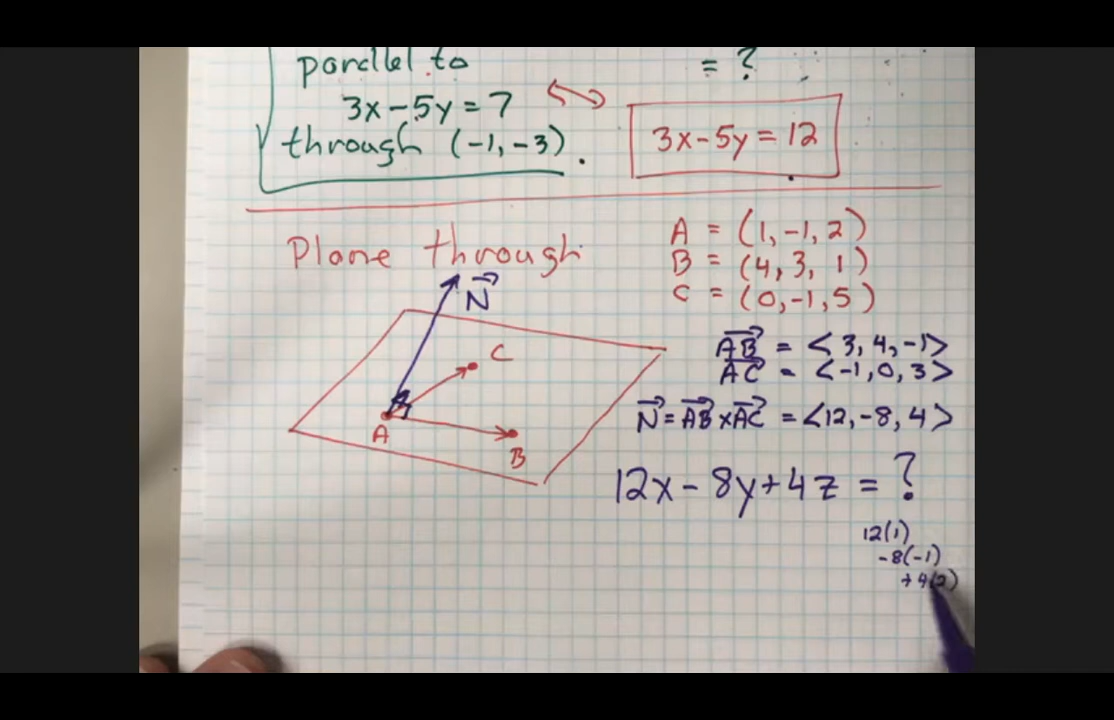 parallel to
= ?
3x - 5y = 7
through (-1, -3).
3x - 5y = 12
Plane through
A = (1, -1, 2)
B = (4, 3, 1)
C = (0, -1, 5)
N
C
A
B
AB = < 3, 4, -1>
AC = <-1, 0, 3>
N = AB x AC = <12, -8, 4>
12x - 8y + 4z = ?
12(1)
-8(-1)
+4(2)